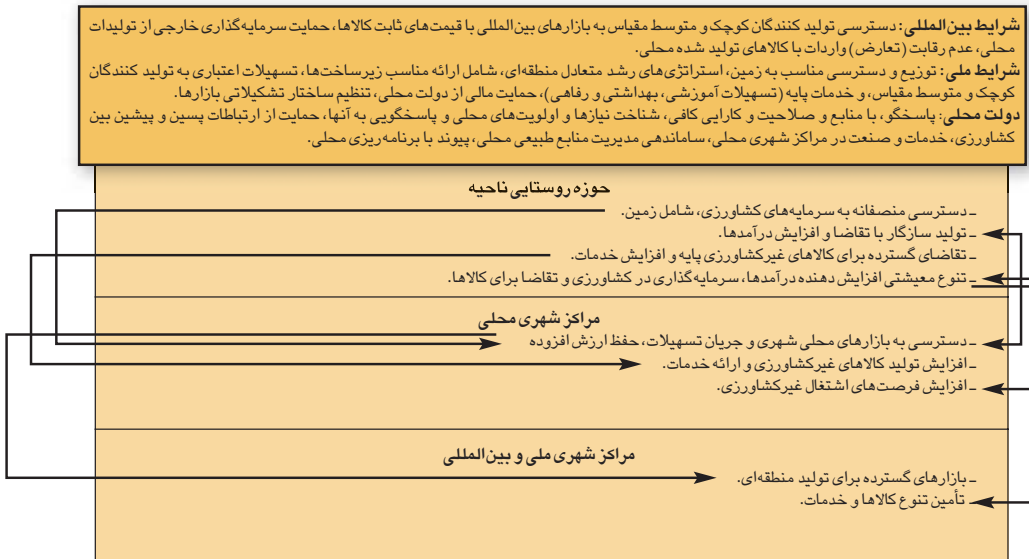 شرایط بین‌المللی: دسترسی تولید کنندگان کوچک و متوسط مقیاس به بازارهای بین‌المللی با قیمت‌های ثابت کالاها، حمایت سرمایه‌گذاری خارجی از تولیدات
محلی، عدم رقابت (تعارض) واردات با کالاهای تولید شده محلی.
شرایط ملی: توزیع و دسترسی مناسب به زمین، استراتژی‌های رشد متعادل منطقه‌ای، شامل ارائه مناسب زیرساخت‌ها، تسهیلات اعتباری به تولید کنندگان
کوچک و متوسط مقیاس، و خدمات پایه (تسهیلات آموزشی، بهداشتی و رفاهی)، حمایت مالی از دولت محلی، تنظیم ساختار تشکیلاتی بازارها.
دولت محلی: پاسخگو، با منابع و صلاحیت و کارایی کافی، شناخت نیازها و اولویت‌های محلی و پاسخگویی به آنها، حمایت از ارتباطات پسین و پیشین بین
کشاورزی، خدمات و صنعت در مراکز شهری محلی، ساماندهی مدیریت منابع طبیعی محلی، پیوند با برنامه‌ریزی محلی.
حوزه روستایی ناحیه
ـ دسترسی منصفانه به سرمایه‌های کشاورزی، شامل زمین.
ـ تولید سازگار با تقاضا و افزایش درآمدها.
ـ تقاضای گسترده برای کالاهای غیرکشاورزی پایه و افزایش خدمات.
ـ تنوع معیشتی افزایش دهنده درآمدها، سرمایه‌گذاری در کشاورزی و تقاضا برای کالاها.
مراکز شهری محلی
ـ دسترسی به بازارهای محلی شهری و جریان تسهیلات، حفظ ارزش افزوده
ـ افزایش تولید کالاهای غیرکشاورزی و ارائه خدمات.
ـ افزایش فرصت‌های اشتغال غیرکشاورزی.
مراکز شهری ملی و بین‌المللی
ـ بازارهای گسترده برای تولید منطقه‌ای.
ـ تأمین تنوع کالاها و خدمات.